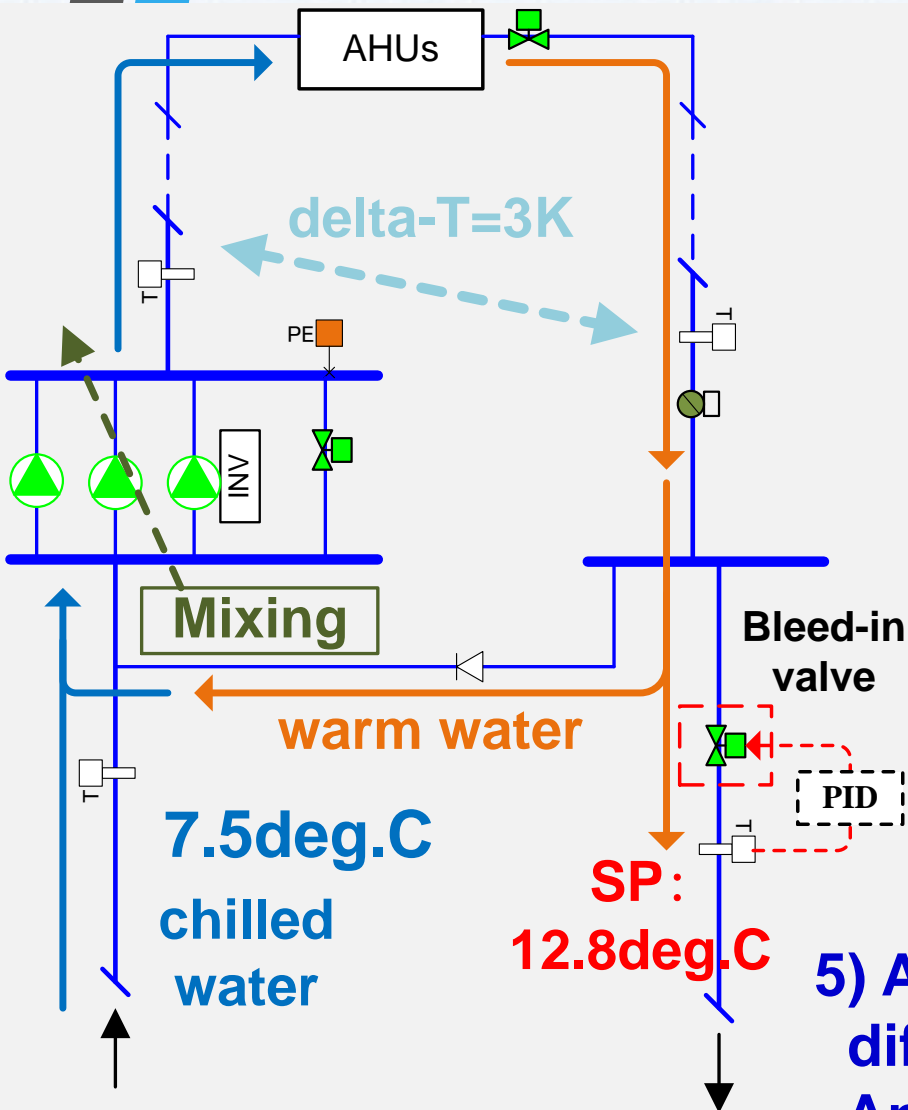 AHUs
delta-T=3K
T
T
PE
INV
Mixing
Bleed-in
valve
warm water
T
PID
T
7.5deg.C
chilled
water
SP:
12.8deg.C
5) A
dif